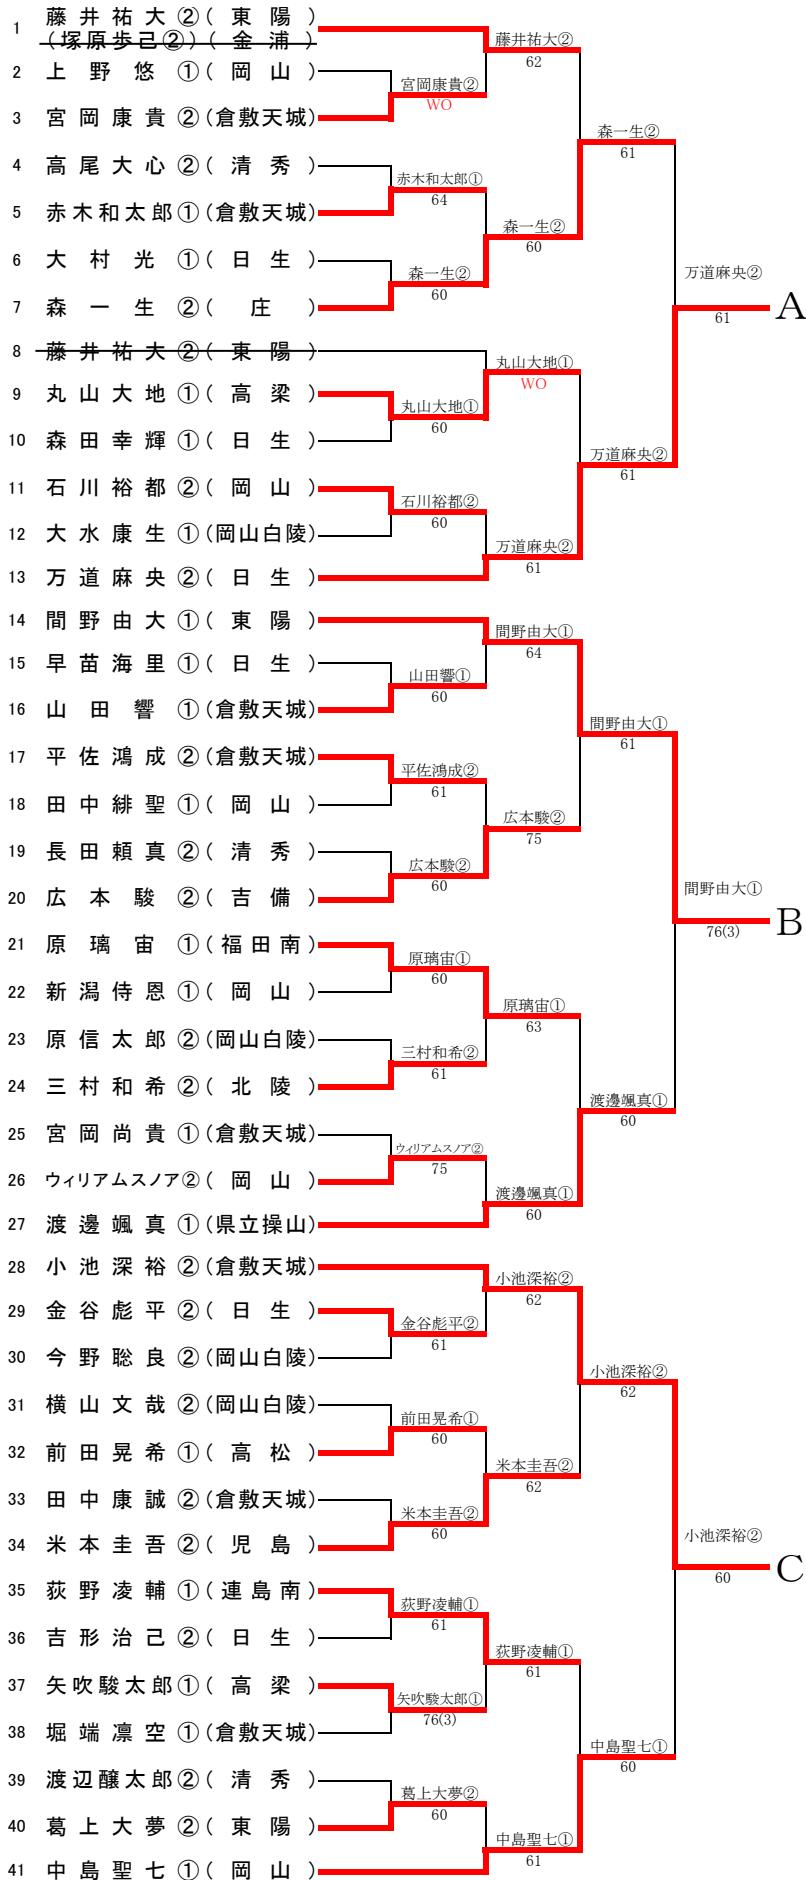 1 藤井祐大②(東陽)
(塚原歩己②)(金浦)
2 上野悠①(岡山)
3 宮岡康貴②(倉敷天城)
4 高尾大心②(清秀)
5 赤木和太郎①(倉敷天城)
6 大村光①(日生)
7 森一生②(庄)
8 藤井祐大②(東陽)
9 丸山大地①(高梁)
10 森田幸輝①(日生)
11 石川裕都②(岡山)
12 大水康生①(岡山白陵)
13 万道麻央②(日生)
14 間野由大①(東陽)
15 早苗海里①(日生)
16 山田響①(倉敷天城)
17 平佐鴻成②(倉敷天城)
18 田中緋聖①(岡山)
19 長田頼真②(清秀)
20 広本駿②(吉備)
21 原璃宙①(福田南)
22 新潟侍恩①(岡山)
23 原信太郎②(岡山白陵)
24 三村和希②(北陵)
25 宮岡尚貴①(倉敷天城)
26 ウィリアムスノア②(岡山)
27 渡邊颯真①(県立操山)
28 小池深裕②(倉敷天城)
29 金谷彪平②(日生)
30 今野聡良②(岡山白陵)
31 横山文哉②(岡山白陵)
32 前田晃希①(高松)
33 田中康誠②(倉敷天城)
34 米本圭吾②(児島)
35 荻野凌輔①(連島南)
36 吉形治己②(日生)
37 矢吹駿太郎①(高梁)
38 堀端凛空①(倉敷天城)
39 渡辺醸太郎②(清秀)
40 葛上大夢②(東陽)
41 中島聖七①(岡山)
宮岡康貴②
WO
赤木和太郎①
64
森一生②
60
丸山大地①
60
石川裕都②
60
山田響①
60
平佐鴻成②
61
広本駿②
60
原璃宙①
60
三村和希②
61
ウィリアムスノア②
75
金谷彪平②
61
前田晃希①
60
米本圭吾②
60
荻野凌輔①
61
矢吹駿太郎①
76(3)
葛上大夢②
60
藤井祐大②
62
森一生②
60
丸山大地①
WO
万道麻央②
61
間野由大①
64
広本駿②
75
原璃宙①
63
渡邊颯真①
60
小池深裕②
62
米本圭吾②
62
荻野凌輔①
61
中島聖七①
61
森一生②
61
万道麻央②
61
間野由大①
61
渡邊颯真①
60
小池深裕②
62
中島聖七①
60
万道麻央②
61
A
間野由大①
76(3)
B
小池深裕②
60
C